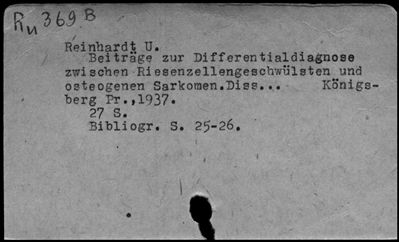 Ru 369 B
Reinhardt U.
Beiträge zur Differentialdiagnose
zwischen Riesenzellengeschwülsten und
osteogenen Sarkomen.Diss... Königs-
berg Pr.,1937.
27 S.
Bibliogr. S. 25-26.